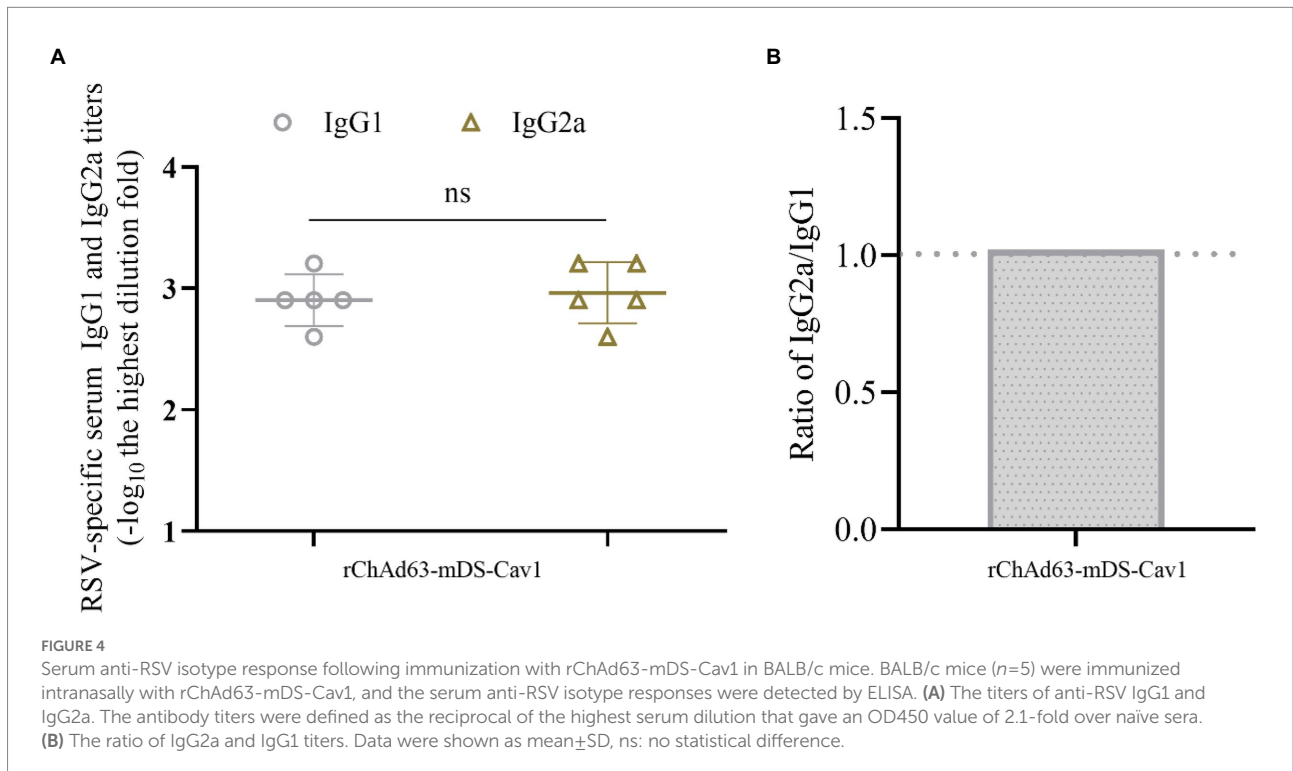 A
RSV-specific serum IgG1 and IgG2a titers
(-log10 the highest dilution fold)
IgG1
IgG2a
4
3
2
1
ns
rChAd63-mDS-Cav1
B
Ratio of IgG2a/IgG1
1.5
1.0
0.5
0.0
rChAd63-mDS-Cav1
FIGURE 4
Serum anti-RSV isotype response following immunization with rChAd63-mDS-Cav1 in BALB/c mice. BALB/c mice (n=5) were immunized
intranasally with rChAd63-mDS-Cav1, and the serum anti-RSV isotype responses were detected by ELISA. (A) The titers of anti-RSV IgG1 and
IgG2a. The antibody titers were defined as the reciprocal of the highest serum dilution that gave an OD450 value of 2.1-fold over naïve sera.
(B) The ratio of IgG2a and IgG1 titers. Data were shown as mean±SD, ns: no statistical difference.